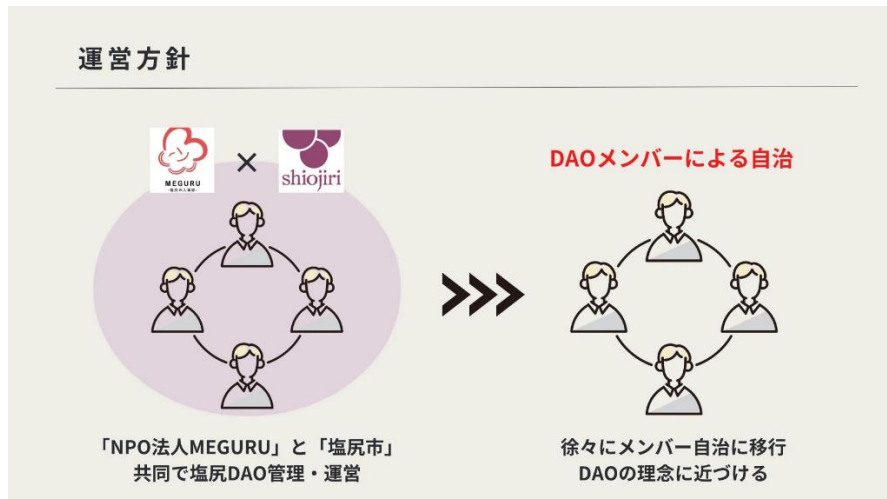 運営方針
MEGURU
×
shiojiri
DAOメンバーによる自治
「NPO法人MEGURU」と「塩尻市」
共同で塩尻DAO管理・運営
徐々にメンバー自治に移行
DAOの理念に近づける